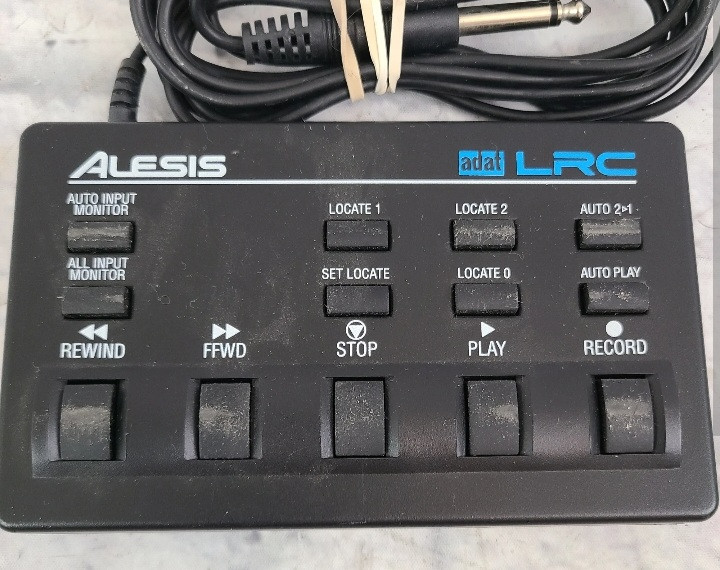 ALESIS
adat LRC
AUTO INPUT
MONITOR
LOCATE 1
LOCATE 2
AUTO 2▸1
ALL INPUT
MONITOR
SET LOCATE
LOCATE 0
AUTO PLAY
REWIND
FFWD
STOP
PLAY
RECORD